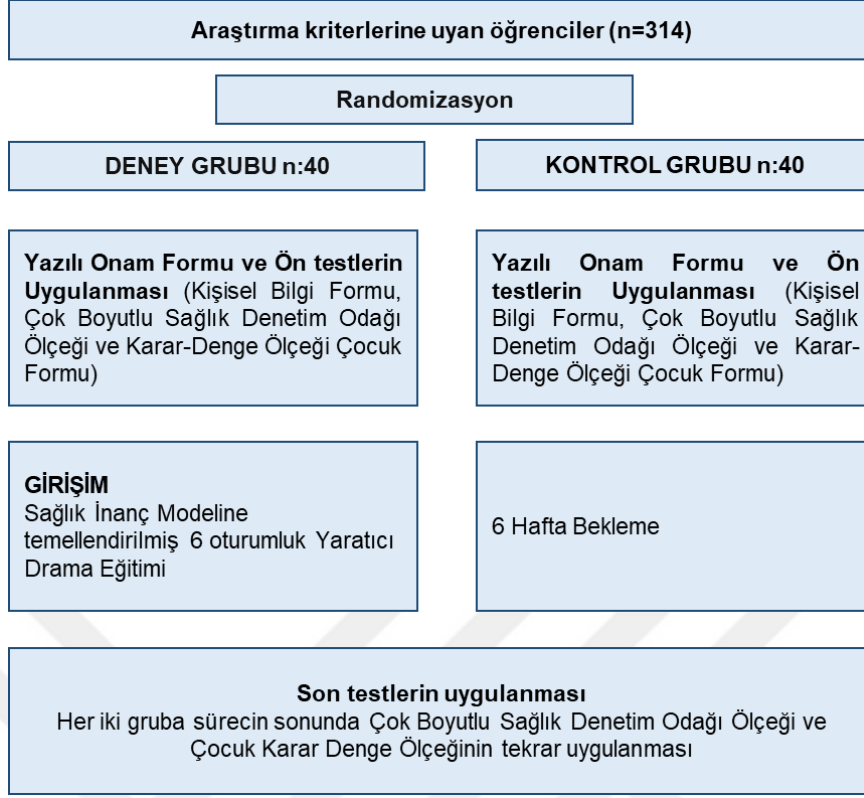 Araştırma kriterlerine uyan öğrenciler (n=314)
Randomizasyon
DENEY GRUBU n:40
KONTROL GRUBU n:40
Yazılı Onam Formu ve Ön testlerin
Uygulanması (Kişisel Bilgi Formu,
Çok Boyutlu Sağlık Denetim Odağı
Ölçeği ve Karar-Denge Ölçeği Çocuk
Formu)
Yazılı Onam Formu ve Ön
testlerin Uygulanması (Kişisel
Bilgi Formu, Çok Boyutlu Sağlık
Denetim Odağı Ölçeği ve Karar-
Denge Ölçeği Çocuk Formu)
GİRİŞİM
Sağlık İnanç Modeline
temellendirilmiş 6 oturumluk Yaratıcı
Drama Eğitimi
6 Hafta Bekleme
Son testlerin uygulanması
Her iki gruba sürecin sonunda Çok Boyutlu Sağlık Denetim Odağı Ölçeği ve
Çocuk Karar Denge Ölçeğinin tekrar uygulanması